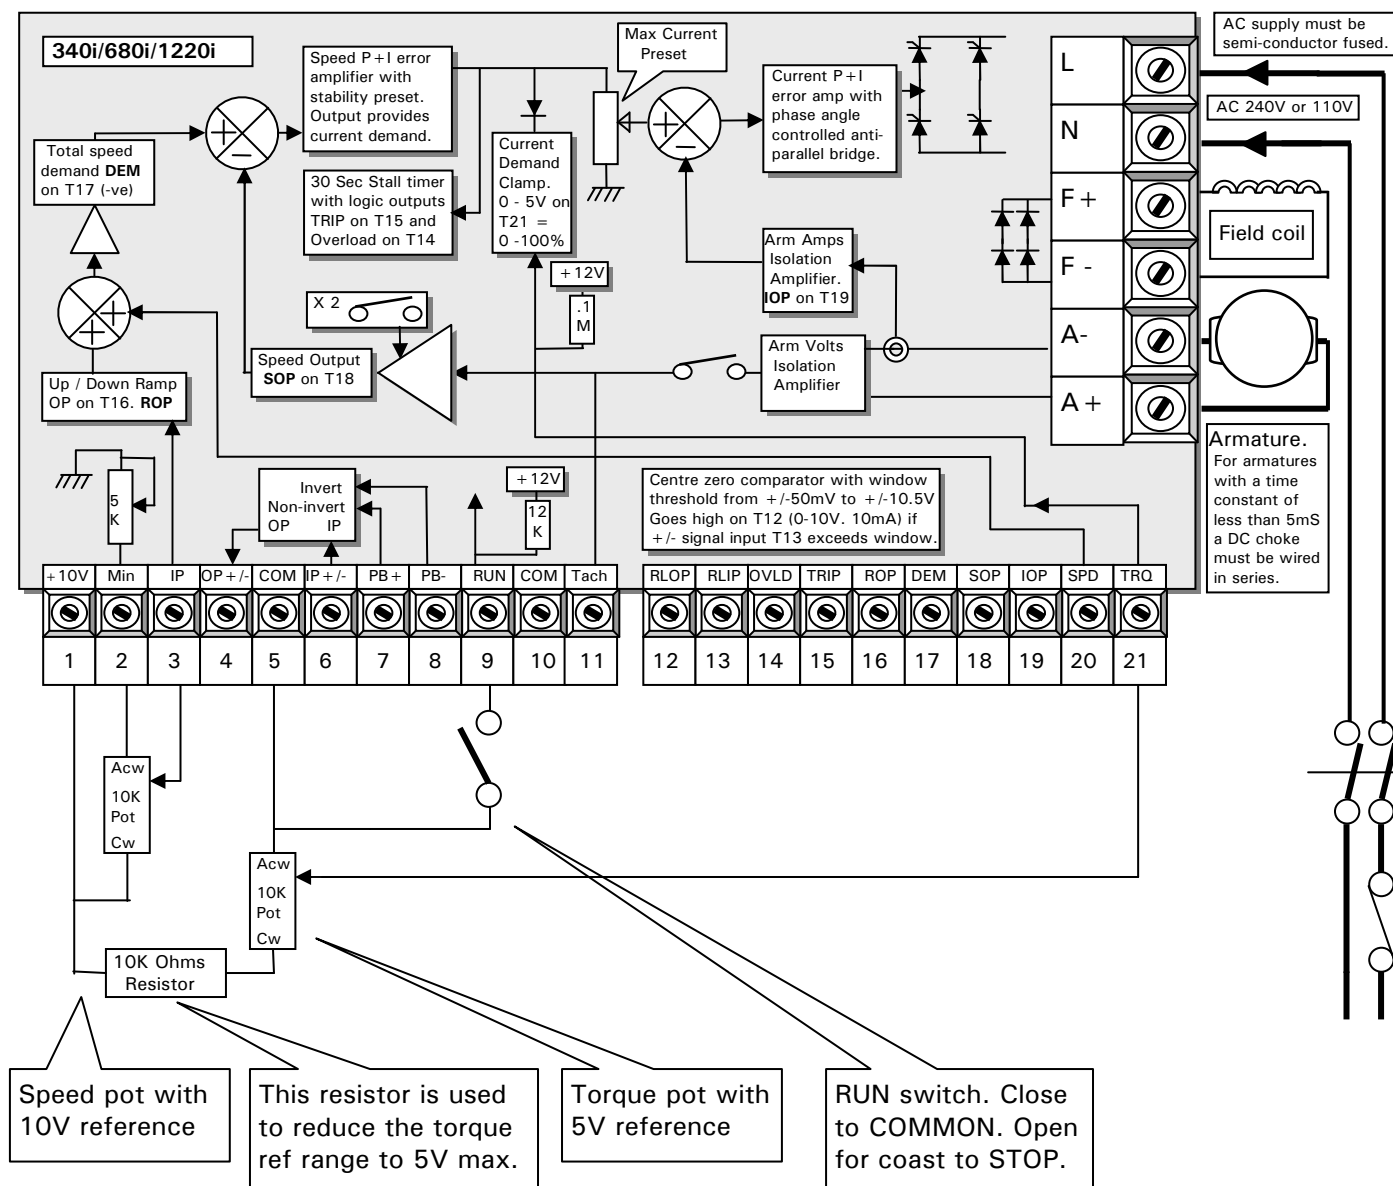 340i/680i/1220i
Speed P+I error
amplifier with
stability preset.
Output provides
current demand.
Max Current
Preset
Current P+I
error amp with
phase angle
controlled anti-
parallel bridge.
AC supply must be
semi-conductor fused.
AC 240V or 110V
L
N
F+
F -
A-
A+
Field coil
Total speed
demand DEM
on T17 (-ve)
30 Sec Stall timer
with logic outputs
TRIP on T15 and
Overload on T14
Current
Demand
Clamp.
0 - 5V on
T21 =
0 -100%
+12V
.1
M
Arm Amps
Isolation
Amplifier.
IOP on T19
X 2
Speed Output
SOP on T18
Arm Volts
Isolation
Amplifier
Up / Down Ramp
OP on T16. ROP
5
K
Invert
Non-invert
OP IP
+12V
12
K
Centre zero comparator with window
threshold from +/-50mV to +/-10.5V
Goes high on T12 (0-10V. 10mA) if
+/- signal input T13 exceeds window.
Armature.
For armatures
with a time
constant of
less than 5mS
a DC choke
must be wired
in series.
+10V Min IP OP+/- COM IP+/- PB+ PB- RUN COM Tach RLOP RLIP OVLD TRIP ROP DEM SOP IOP SPD TRQ
1 2 3 4 5 6 7 8 9 10 11 12 13 14 15 16 17 18 19 20 21
Acw
10K
Pot
Cw
Acw
10K
Pot
Cw
10K Ohms
Resistor
Speed pot with
10V reference
This resistor is used
to reduce the torque
ref range to 5V max.
Torque pot with
5V reference
RUN switch. Close
to COMMON. Open
for coast to STOP.